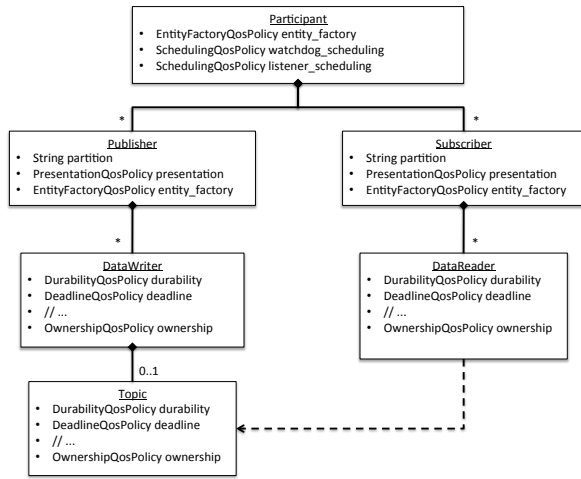 Participant
• EntityFactoryQosPolicy entity_factory
• SchedulingQosPolicy watchdog_scheduling
• SchedulingQosPolicy listener_scheduling
*
*
Publisher
• String partition
• PresentationQosPolicy presentation
• EntityFactoryQosPolicy entity_factory
Subscriber
• String partition
• PresentationQosPolicy presentation
• EntityFactoryQosPolicy entity_factory
*
*
DataWriter
• DurabilityQosPolicy durability
• DeadlineQosPolicy deadline
• // ...
• OwnershipQosPolicy ownership
DataReader
• DurabilityQosPolicy durability
• DeadlineQosPolicy deadline
• // ...
• OwnershipQosPolicy ownership
0..1
Topic
• DurabilityQosPolicy durability
• DeadlineQosPolicy deadline
• // ...
• OwnershipQosPolicy ownership